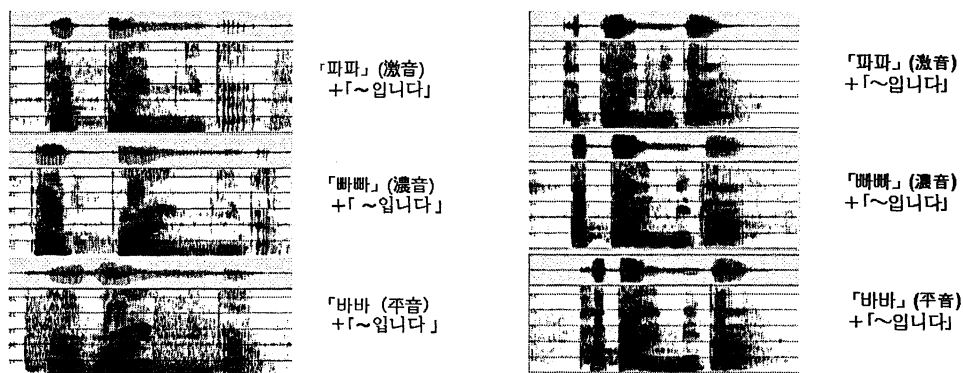 「파파」(激音)
+「~입니다」
「빠빠」(濃音)
+「 ~입니다 」
「바바 (平音)
+「~입니다 」
「파파」(激音)
+「~입니다」
「빠빠」(濃音)
+「~입니다」
「바바」(平音)
+「~입니다」